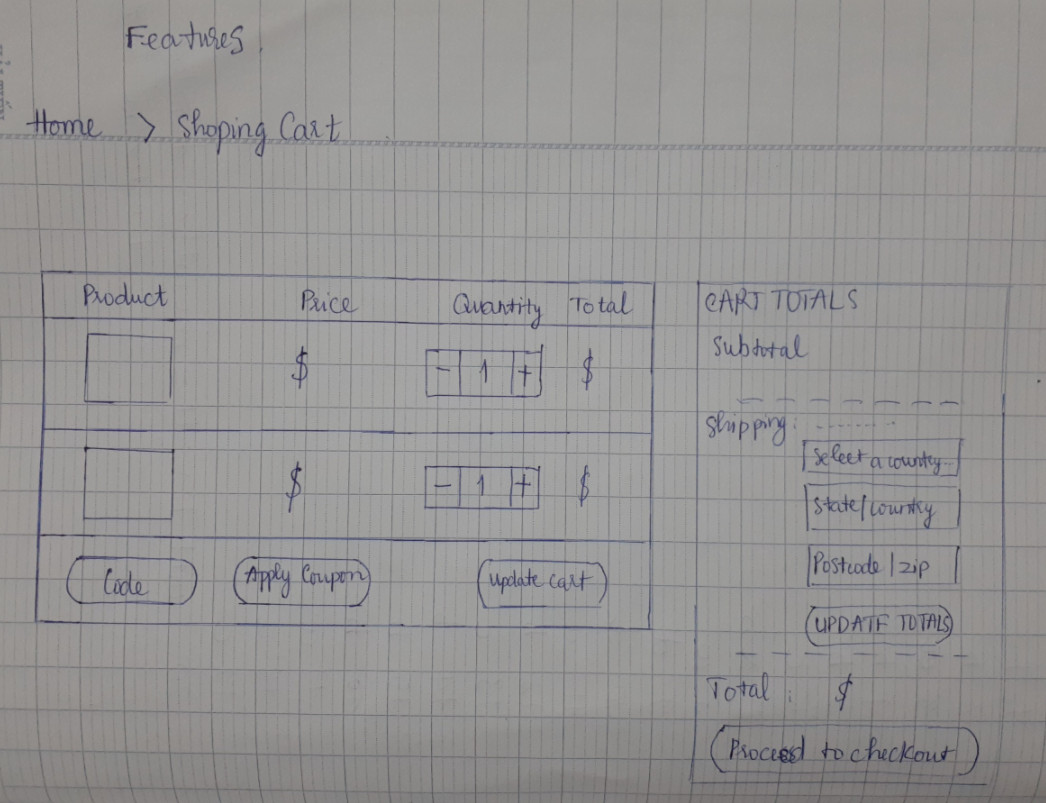 Features.
Home > Shoping Cart
Product Price Quantity Total
$ - 1 + $
$ - 1 + $
Code Apply Coupon Update cart
CART TOTALS
Subtotal
Shipping:
Select a country...
State/country
Postcode/zip
UPDATE TOTALS
Total: $
Proceed to checkout